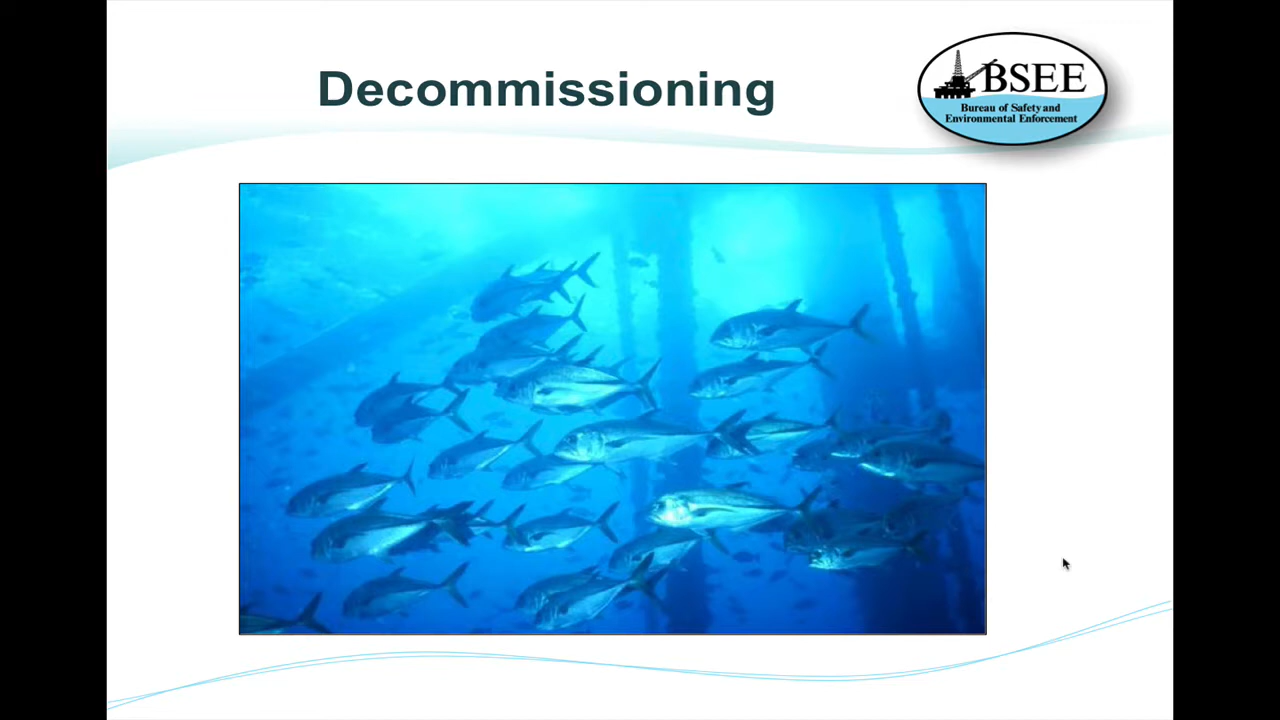 Decommissioning
BSEE
Bureau of Safety and
Environmental Enforcement